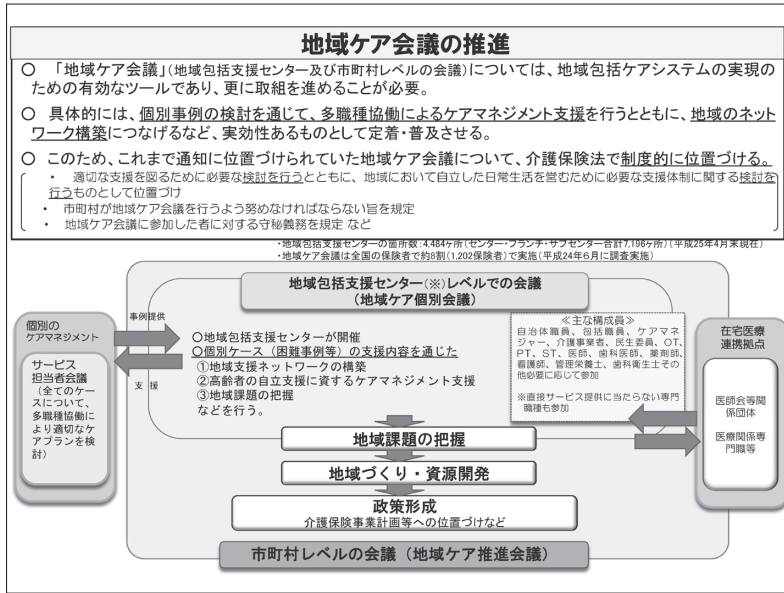 地域ケア会議の推進
○ 「地域ケア会議」(地域包括支援センター及び市町村レベルの会議)については、地域包括ケアシステムの実現の
ための有効なツールであり、更に取組を進めることが必要。
○ 具体的には、個別事例の検討を通じて、多職種協働によるケアマネジメント支援を行うとともに、地域のネット
ワーク構築につなげるなど、実効性あるものとして定着・普及させる。
○ このため、これまで通知に位置づけられていた地域ケア会議について、介護保険法で制度的に位置づける。
・ 適切な支援を図るために必要な検討を行うとともに、地域において自立した日常生活を営むために必要な支援体制に関する検討を
行うものとして位置づけ
・ 市町村が地域ケア会議を行うよう努めなければならない旨を規定
・ 地域ケア会議に参加した者に対する守秘義務を規定 など
・地域包括支援センターの箇所数:4,484ヶ所(センター・ブランチ・サブセンター合計7,196ヶ所)(平成25年4月末現在)
・地域ケア会議は全国の保険者で約8割(1,202保険者)で実施(平成24年6月に調査実施)
地域包括支援センター(※)レベルでの会議
(地域ケア個別会議)
個別の
ケアマネジメント
サービス
担当者会議
(全てのケー
スについて、
多職種協働に
より適切なケ
アプランを検
討)
事例提供
支 援
○地域包括支援センターが開催
○個別ケース(困難事例等)の支援内容を通じた
①地域支援ネットワークの構築
②高齢者の自立支援に資するケアマネジメント支援
③地域課題の把握
などを行う。
≪主な構成員≫
自治体職員、包括職員、ケアマネ
ジャー、介護事業者、民生委員、OT、
PT、ST、医師、歯科医師、薬剤師、
看護師、管理栄養士、歯科衛生士その
他必要に応じて参加
※直接サービス提供に当たらない専門
職種も参加
在宅医療
連携拠点
医師会等関
係団体
医療関係専
門職等
地域課題の把握
地域づくり・資源開発
政策形成
介護保険事業計画等への位置づけなど
市町村レベルの会議(地域ケア推進会議)